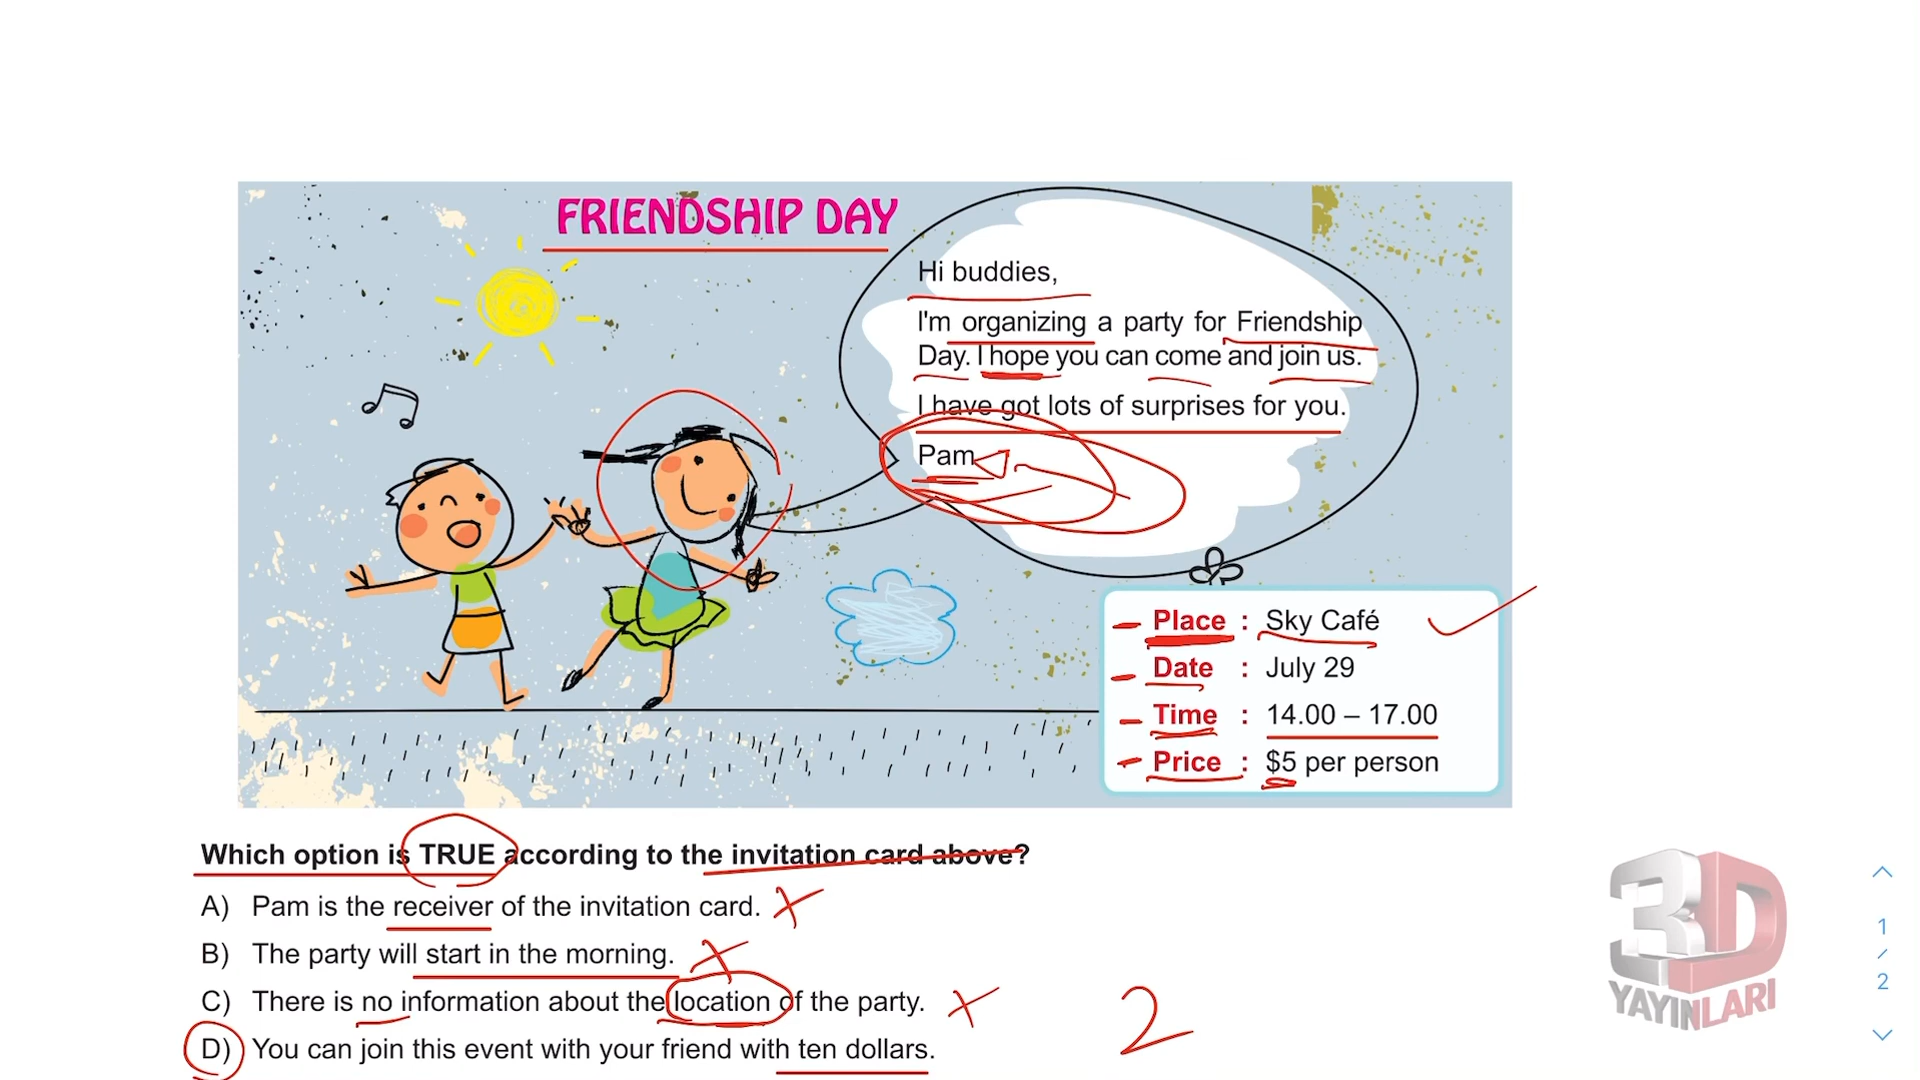 FRIENDSHIP DAY
Hi buddies,
I'm organizing a party for Friendship
Day. I hope you can come and join us.
I have got lots of surprises for you.
Pam
Place : Sky Café
Date : July 29
Time : 14.00 – 17.00
Price : $5 per person
Which option is TRUE according to the invitation card above?
A) Pam is the receiver of the invitation card.
B) The party will start in the morning.
C) There is no information about the location of the party.
D) You can join this event with your friend with ten dollars.
2
3D
YAYINLARI
1
/
2